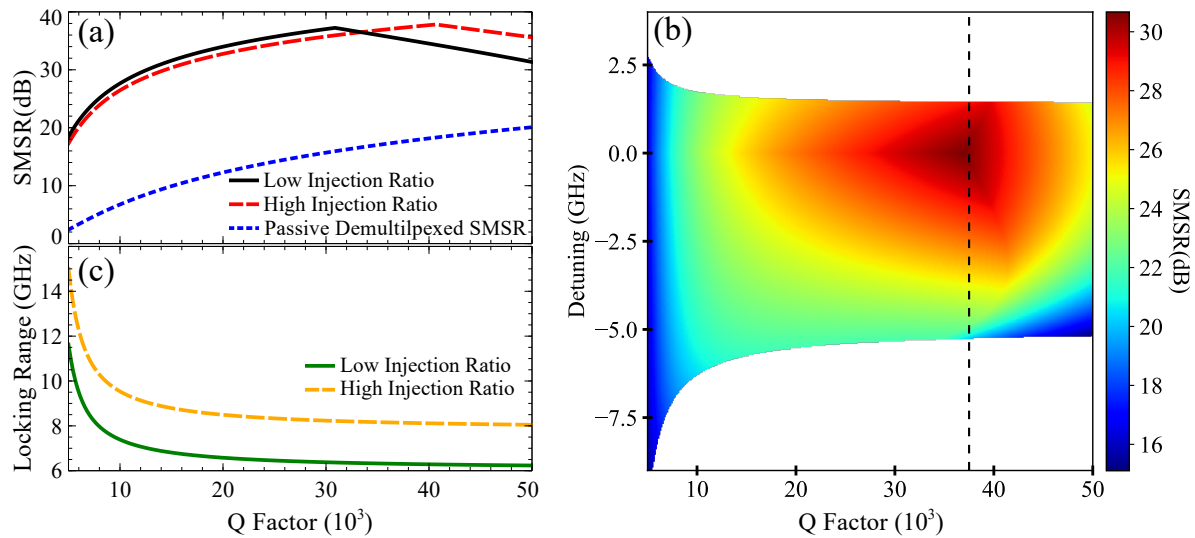 (a)
SMSR(dB)
40
30
20
10
0
Low Injection Ratio
High Injection Ratio
Passive Demultilpexed SMSR
(c)
Locking Range (GHz)
14
12
10
8
6
Low Injection Ratio
High Injection Ratio
10 20 30 40 50
Q Factor (10³)
(b)
Detuning (GHz)
2.5
0.0
−2.5
−5.0
−7.5
10 20 30 40 50
Q Factor (10³)
30
28
26
24
22
20
18
16
SMSR(dB)